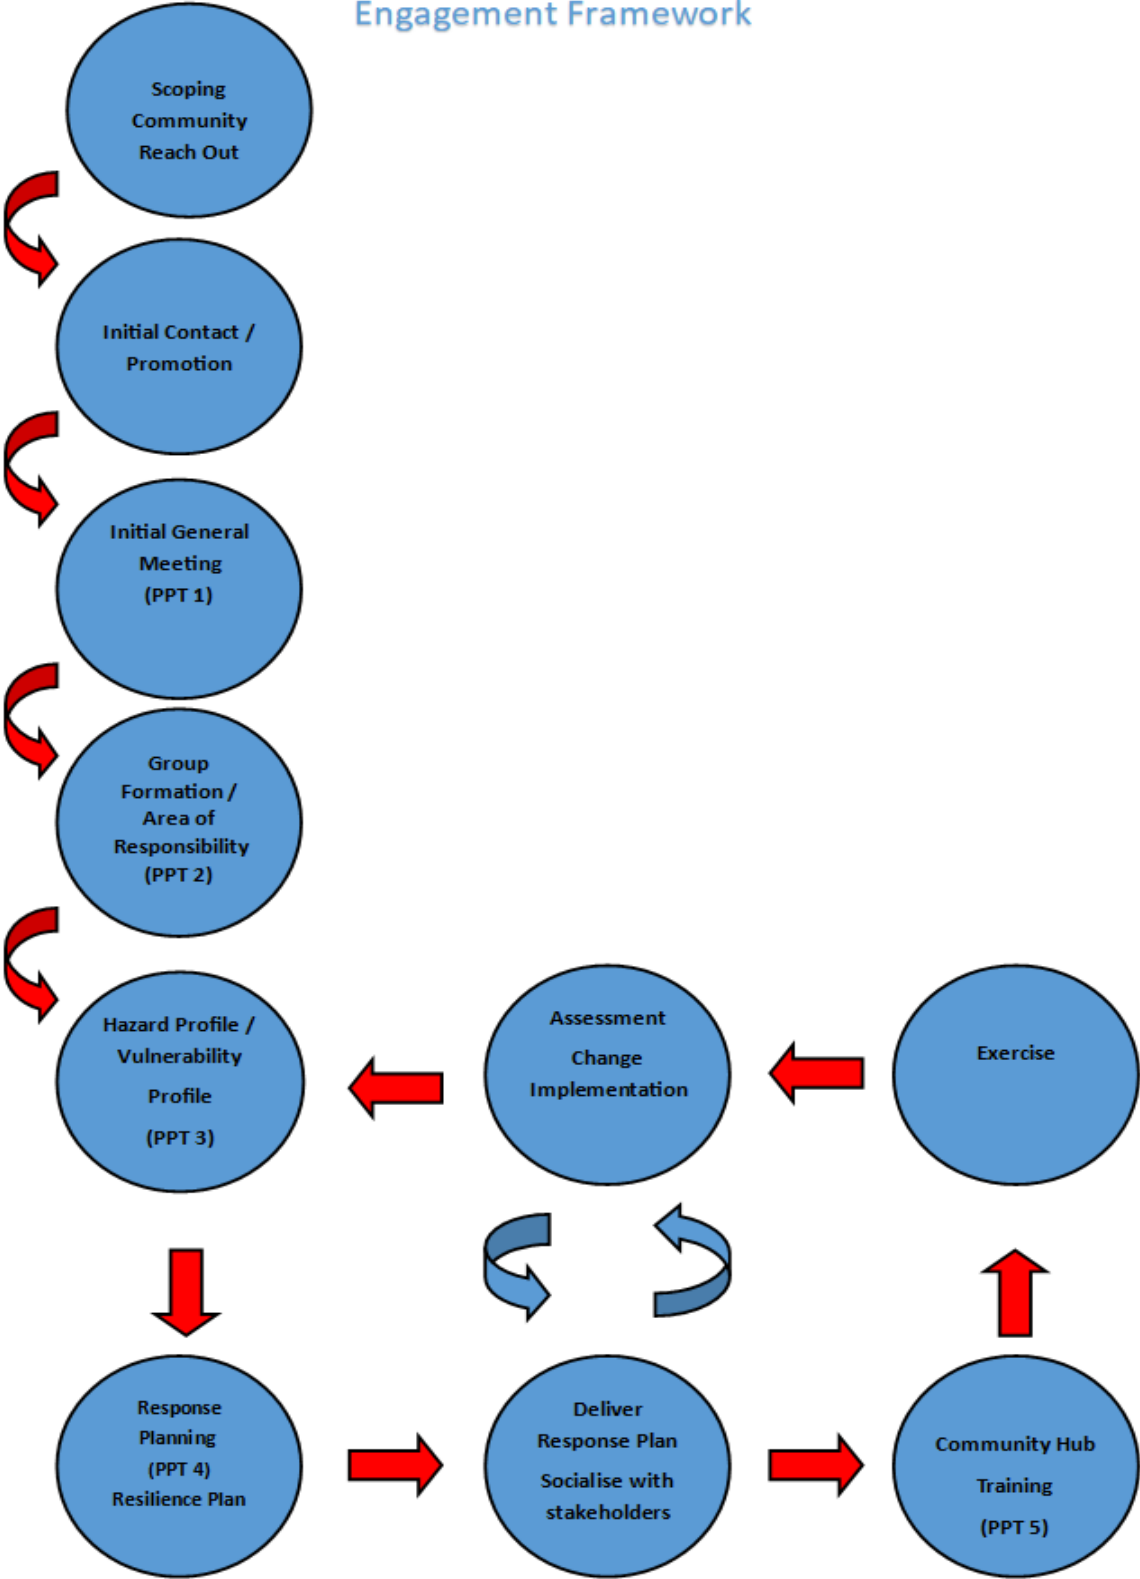 Engagement Framework
Scoping
Community
Reach Out
Initial Contact /
Promotion
Initial General
Meeting
(PPT 1)
Group
Formation /
Area of
Responsibility
(PPT 2)
Hazard Profile /
Vulnerability
Profile
(PPT 3)
Assessment
Change
Implementation
Exercise
Response
Planning
(PPT 4)
Resilience Plan
Deliver
Response Plan
Socialise with
stakeholders
Community Hub
Training
(PPT 5)